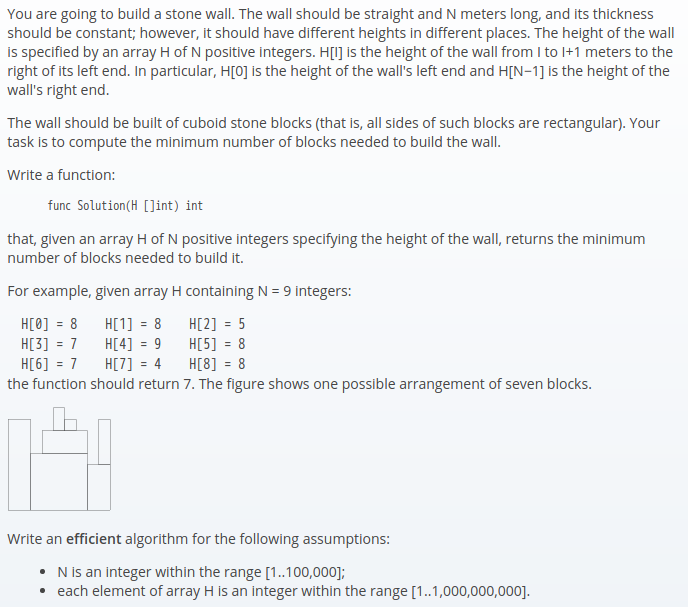 You are going to build a stone wall. The wall should be straight and N meters long, and its thickness
should be constant; however, it should have different heights in different places. The height of the wall
is specified by an array H of N positive integers. H[I] is the height of the wall from I to I+1 meters to the
right of its left end. In particular, H[0] is the height of the wall's left end and H[N−1] is the height of the
wall's right end.
The wall should be built of cuboid stone blocks (that is, all sides of such blocks are rectangular). Your
task is to compute the minimum number of blocks needed to build the wall.
Write a function:
func Solution(H []int) int
that, given an array H of N positive integers specifying the height of the wall, returns the minimum
number of blocks needed to build it.
For example, given array H containing N = 9 integers:
H[0] = 8 H[1] = 8 H[2] = 5
H[3] = 7 H[4] = 9 H[5] = 8
H[6] = 7 H[7] = 4 H[8] = 8
the function should return 7. The figure shows one possible arrangement of seven blocks.
Write an efficient algorithm for the following assumptions:
• N is an integer within the range [1..100,000];
• each element of array H is an integer within the range [1..1,000,000,000].